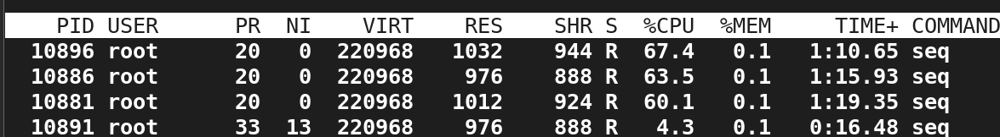 PID USER PR NI VIRT RES SHR S %CPU %MEM TIME+ COMMAND
10896 root 20 0 220968 1032 944 R 67.4 0.1 1:10.65 seq
10886 root 20 0 220968 976 888 R 63.5 0.1 1:15.93 seq
10881 root 20 0 220968 1012 924 R 60.1 0.1 1:19.35 seq
10891 root 33 13 220968 976 888 R 4.3 0.1 0:16.48 seq